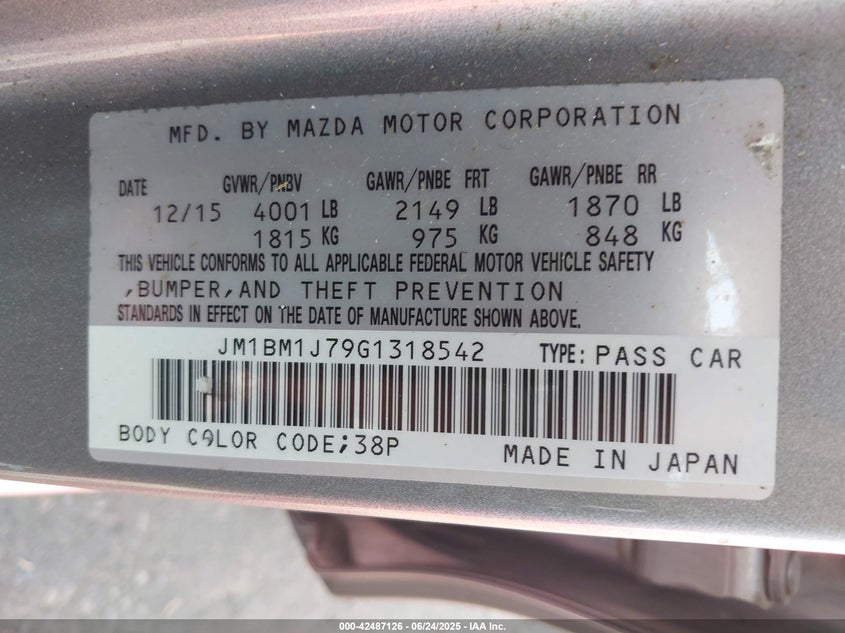 MFD. BY MAZDA MOTOR CORPORATION
DATE GVWR/PNBV GAWR/PNBE FRT GAWR/PNBE RR
12/15 4001 LB 2149 LB 1870 LB
1815 KG 975 KG 848 KG
THIS VEHICLE CONFORMS TO ALL APPLICABLE FEDERAL MOTOR VEHICLE SAFETY
,BUMPER,AND THEFT PREVENTION
STANDARDS IN EFFECT ON THE DATE OF MANUFACTURE SHOWN ABOVE.
JM1BM1J79G1318542 TYPE: PASS CAR
BODY COLOR CODE;38P
MADE IN JAPAN
000-42487126 - 06/24/2025 - IAA Inc.